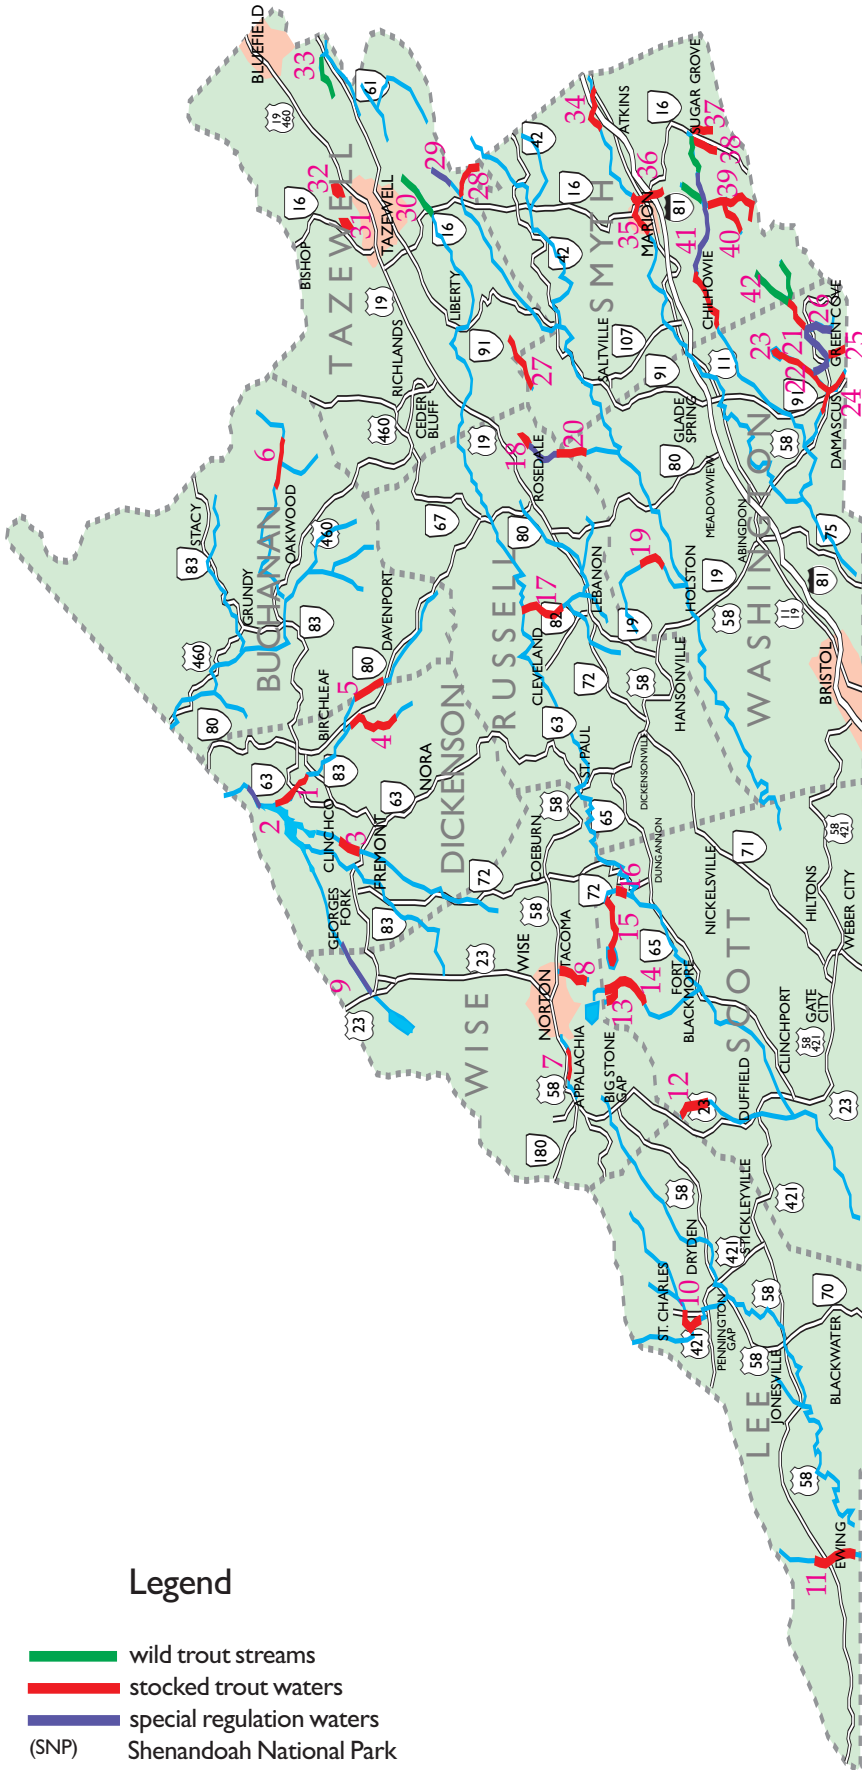 BLUEFIELD
33
19
460
61
16
32
TAZEWELL
BISHOP
31
TAZEWELL
30
29
28
42
34
ATKINS
16
SUGAR GROVE
37
38
39
40
41
36
81
35
MARION
SMYTH
16
42
16
19
LIBERTY
91
RICHLANDS
460
CEDER
BLUFF
19
27
SALTVILLE
107
91
CHILHOWIE
11
42
23
21
22
26
GREEN COVE
25
24
91
DAMASCUS
58
6
STACY
83
OAKWOOD
460
GRUNDY
BUCHANAN
83
460
67
80
18
ROSEDALE
20
GLADE
SPRING
80
MEADOWVIEW
ABINGDON
WASHINGTON
75
DAVENPORT
80
5
BIRCHLEAF
4
80
RUSSELL
17
82
LEBANON
19
19
HOLSTON
19
58
81
11
19
CLEVELAND
72
58
HANSONVILLE
BRISTOL
63
1
2
83
CLINCHCO
3
63
NORA
FREMONT
DICKENSON
63
ST. PAUL
58
65
DICKENSONVILLE
COEBURN
DUNGANNON
71
58
421
72
72
16
NICKELSVILLE
HILTONS
WEBER CITY
GEORGES
FORK
83
58
23
WISE
TACOMA
8
15
65
14
13
FORT
BLACKMORE
SCOTT
9
23
WISE
NORTON
7
58
APPALACHIA
BIG STONE
GAP
12
23
DUFFIELD
CLINCHPORT
58
421
GATE
CITY
23
180
58
STICKLEYVILLE
421
DRYDEN
421
ST. CHARLES
10
421
PENNINGTON
GAP
58
58
JONESVILLE
70
BLACKWATER
LEE
58
EWING
11
Legend
wild trout streams
stocked trout waters
special regulation waters
(SNP) Shenandoah National Park